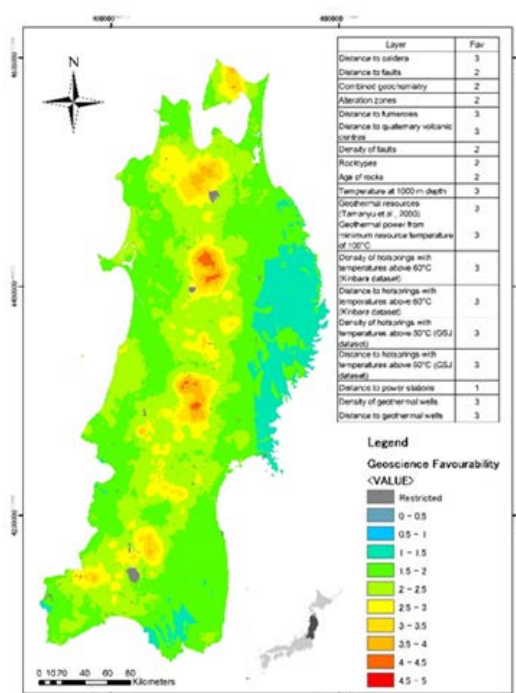 N
Layer Fav
Distance to caldera 3
Distance to faults 2
Combined geochemistry 2
Alteration zones 2
Distance to fumeroles 3
Distance to quaternary volcanic
centres 3
Density of faults 2
Rocktypes 2
Age of rocks 2
Temperature at 1000 m depth 3
Geothermal resources
(Tamanyu et al., 2000) 3
Geothermal power from
minimum resource temperature
of 100°C 3
Density of hotsprings with
temperatures above 60°C
(Kiribara dataset) 3
Distance to hotsprings with
temperatures above 60°C
(Kiribara dataset) 3
Density of hotsprings with
temperatures above 50°C (GSJ
dataset) 3
Distance to hotsprings with
temperatures above 50°C (GSJ
dataset) 3
Distance to power stations 1
Density of geothermal wells 3
Distance to geothermal wells 3
Legend
Geoscience Favourability
<VALUE>
Restricted
0 - 0.5
0.5 - 1
1 - 1.5
1.5 - 2
2 - 2.5
2.5 - 3
3 - 3.5
3.5 - 4
4 - 4.5
4.5 - 5
0 10 20 40 60 80
Kilometers